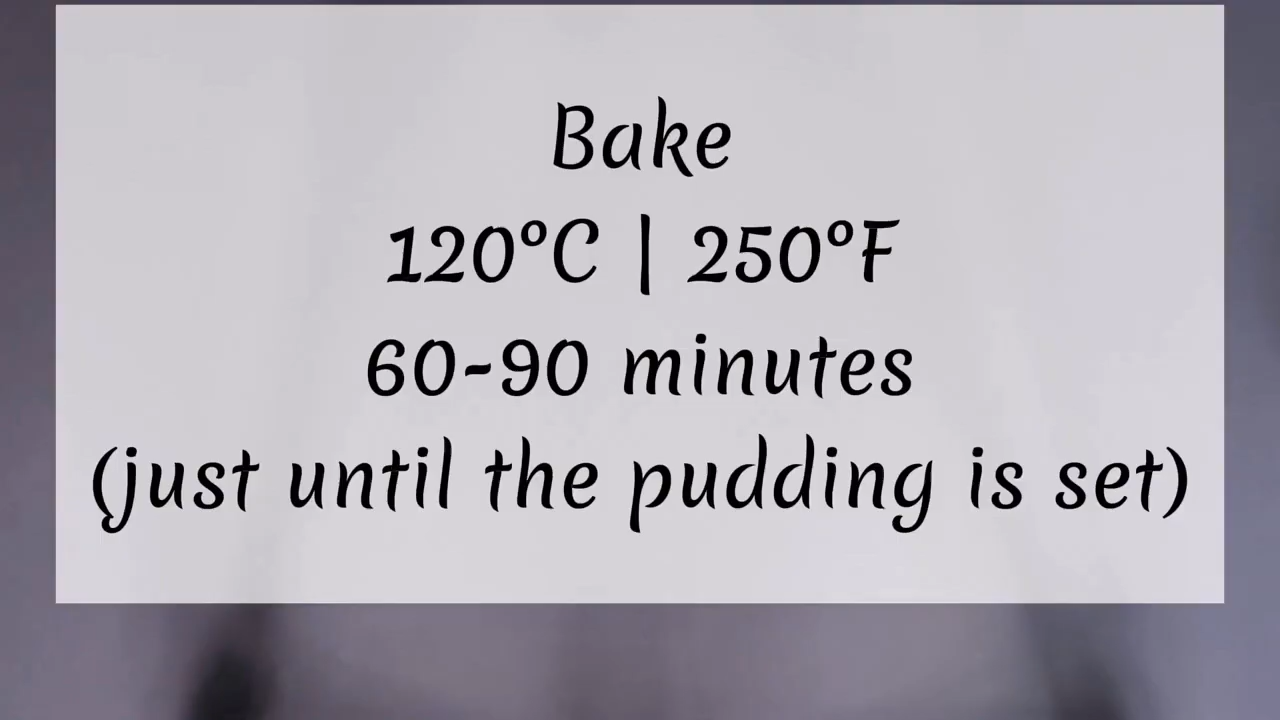 Bake
120°C | 250°F
60-90 minutes
(just until the pudding is set)